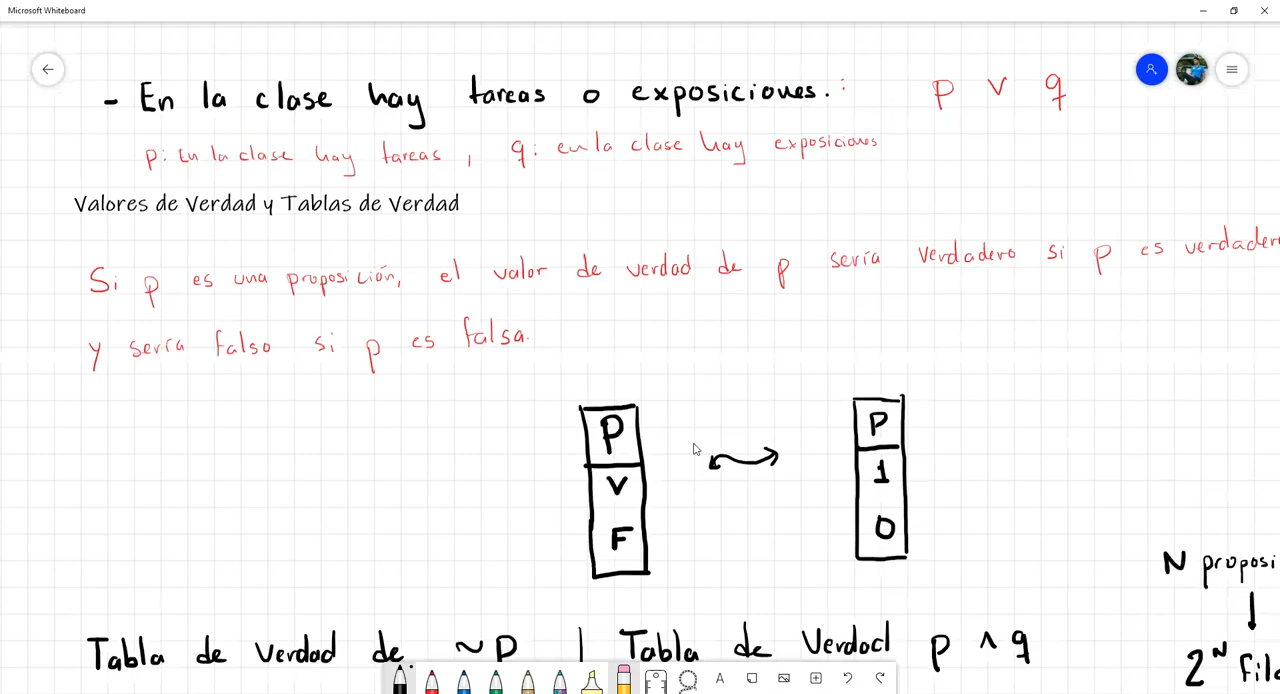 Microsoft Whiteboard
- En la clase hay tareas o exposiciones.: p v q
p: En la clase hay tareas, q: en la clase hay exposiciones
Valores de Verdad y Tablas de Verdad
Si p es una proposición, el valor de verdad de p sería verdadero si p es verdader
y sería falso si p es falsa.
P
V
F
P
1
0
N proposi
Tabla de verdad de ~p | Tabla de Verdad p ∧ q
2^N fila
A